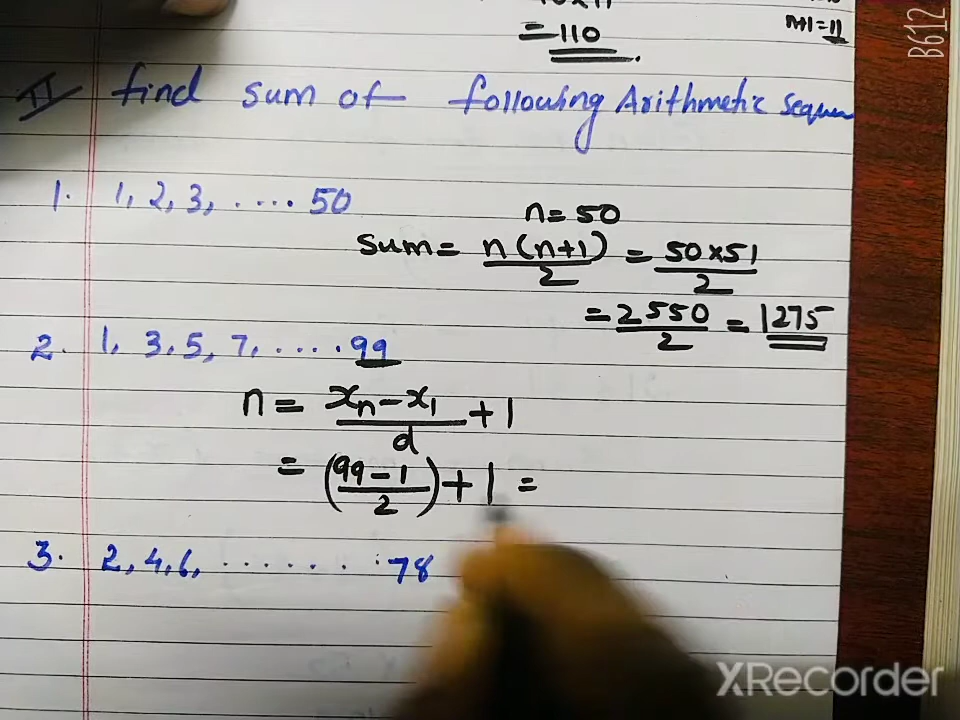 = 110
n+1 = 11
II find sum of following Arithmetic Sequen
1. 1, 2, 3, .... 50
n = 50
Sum = n(n+1)/2 = 50×51/2
= 2550/2 = 1275
2. 1, 3, 5, 7, ..... 99
n = xn - x1/d + 1
= (99-1/2) + 1 =
3. 2, 4, 6, ....... 78
B612
XRecorder